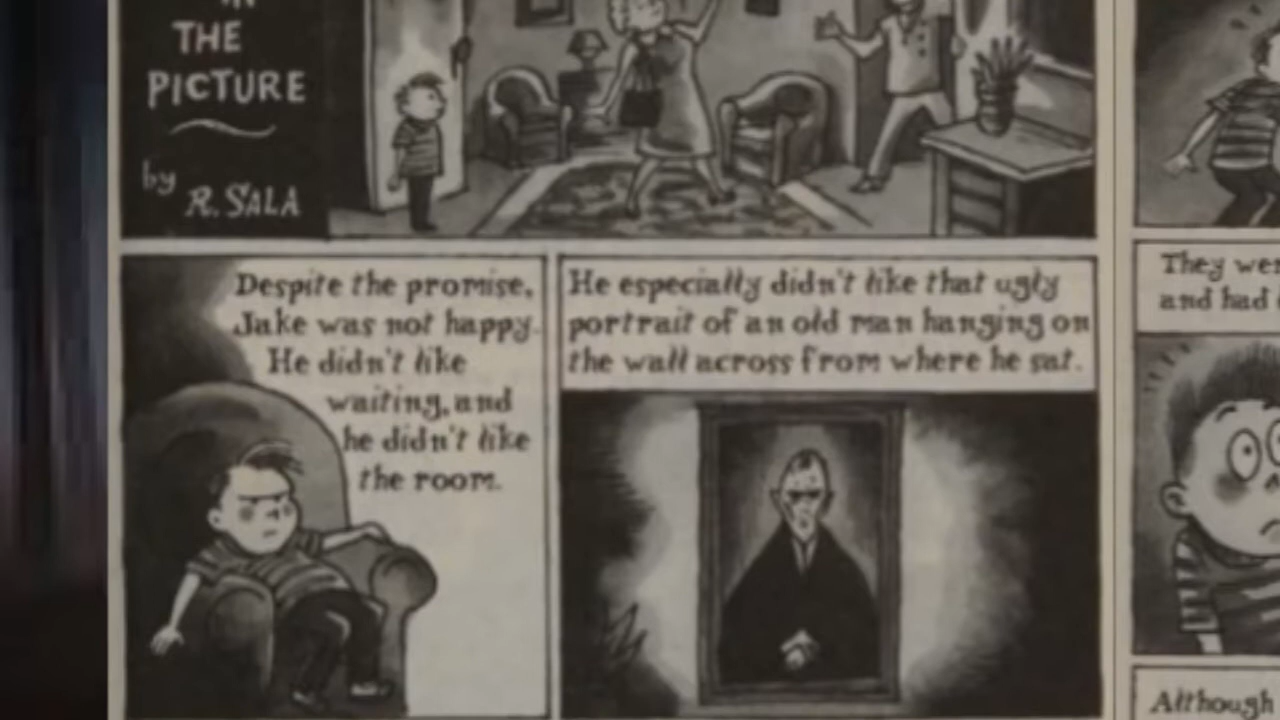 IN
THE
PICTURE
by
R. SALA
Despite the promise,
Jake was not happy.
He didn't like
waiting, and
he didn't like
the room.
He especially didn't like that ugly
portrait of an old man hanging on
the wall across from where he sat.
They
and had
Although